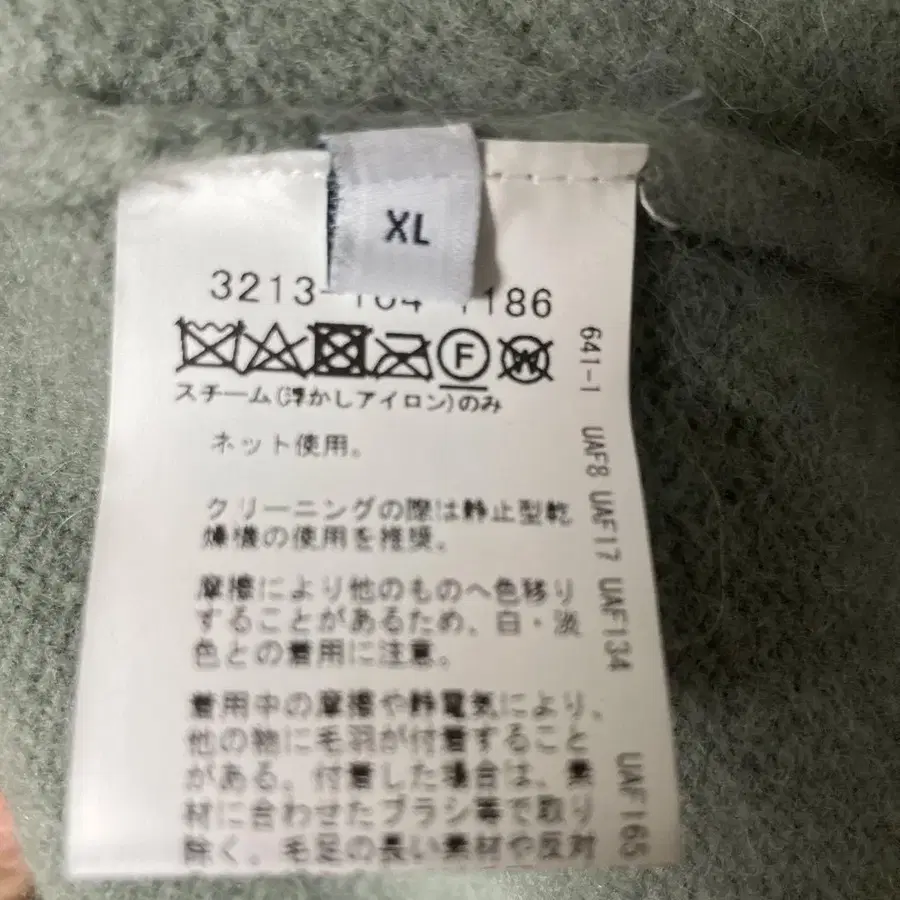 XL
3213-104-1186
F
W
スチーム(浮かしアイロン)のみ
ネット使用。
クリーニングの際は静止型乾
燥機の使用を推奨。
摩擦により他のものへ色移り
することがあるため、白・淡
色との着用に注意。
着用中の摩擦や静電気により、
他の物に毛羽が付着すること
がある。付着した場合は、素
材に合わせたブラシ等で取り
除く。毛足の長い素材や反対
641-1 UAF8 UAF17 UAF134 UAF165